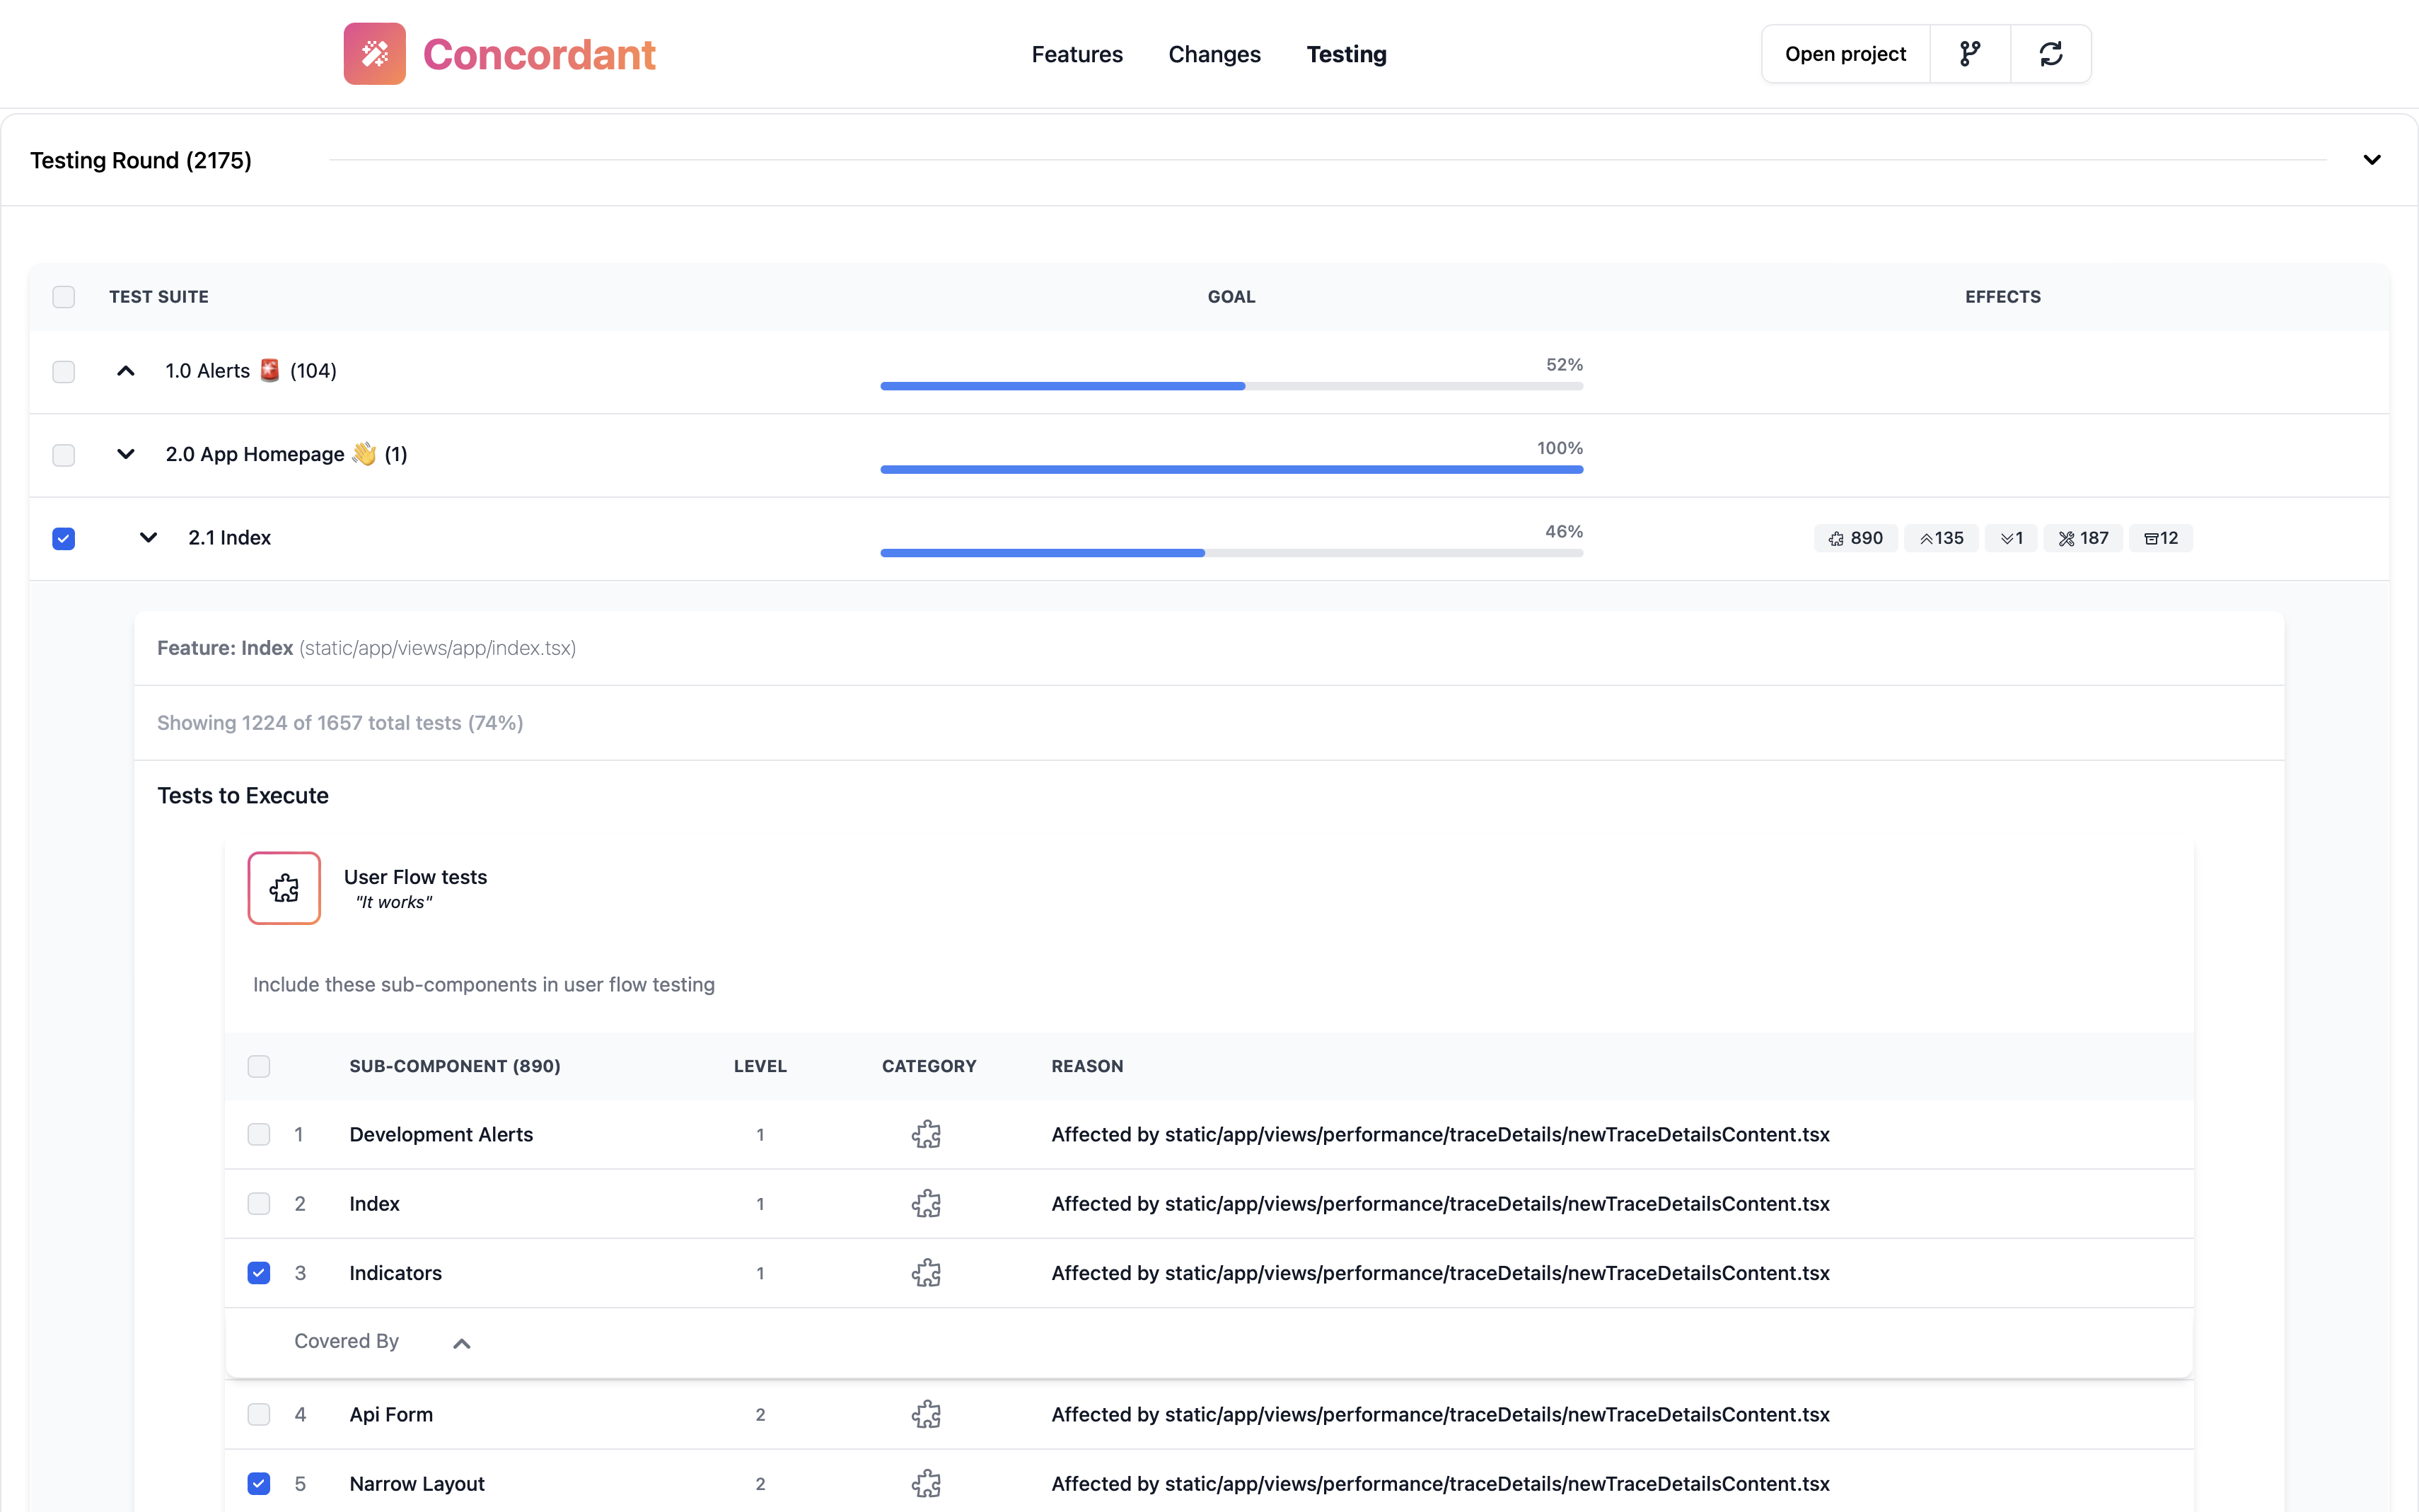 Concordant
Features Changes Testing
Open project
Testing Round (2175)
TEST SUITE GOAL EFFECTS
1.0 Alerts 🚨 (104) 52%
2.0 App Homepage 👋 (1) 100%
2.1 Index 46% 890 135 1 187 12
Feature: Index (static/app/views/app/index.tsx)
Showing 1224 of 1657 total tests (74%)
Tests to Execute
User Flow tests
"It works"
Include these sub-components in user flow testing
SUB-COMPONENT (890) LEVEL CATEGORY REASON
1 Development Alerts 1 Affected by static/app/views/performance/traceDetails/newTraceDetailsContent.tsx
2 Index 1 Affected by static/app/views/performance/traceDetails/newTraceDetailsContent.tsx
3 Indicators 1 Affected by static/app/views/performance/traceDetails/newTraceDetailsContent.tsx
Covered By
4 Api Form 2 Affected by static/app/views/performance/traceDetails/newTraceDetailsContent.tsx
5 Narrow Layout 2 Affected by static/app/views/performance/traceDetails/newTraceDetailsContent.tsx